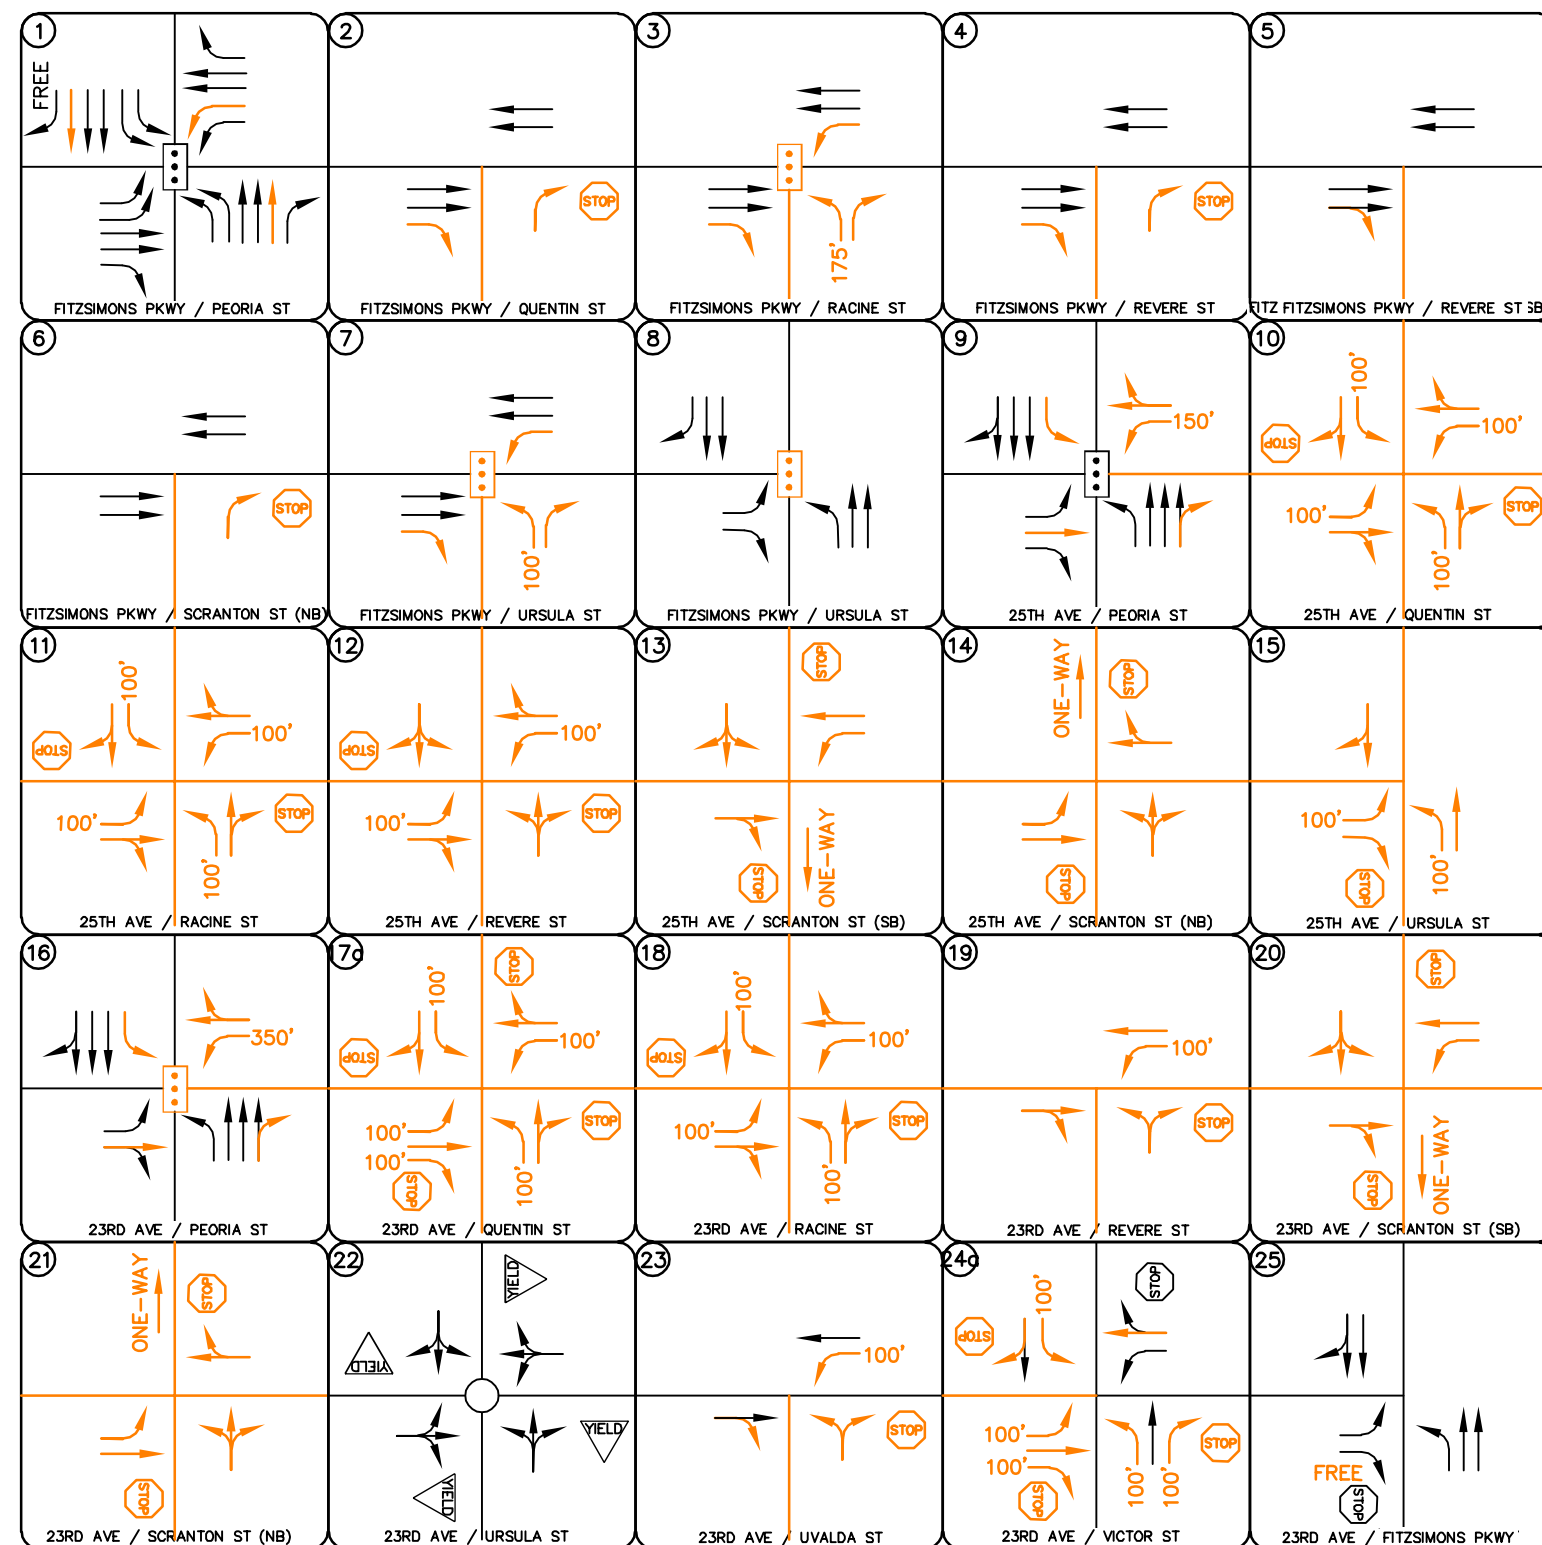 1
FREE
FITZSIMONS PKWY / PEORIA ST
2
STOP
FITZSIMONS PKWY / QUENTIN ST
3
175'
FITZSIMONS PKWY / RACINE ST
4
STOP
FITZSIMONS PKWY / REVERE ST
5
FITZ FITZSIMONS PKWY / REVERE ST SB
6
STOP
FITZSIMONS PKWY / SCRANTON ST (NB)
7
100'
FITZSIMONS PKWY / URSULA ST
8
FITZSIMONS PKWY / URSULA ST
9
150'
25TH AVE / PEORIA ST
10
100'
STOP
100'
100'
STOP
100'
25TH AVE / QUENTIN ST
11
100'
STOP
100'
100'
STOP
100'
25TH AVE / RACINE ST
12
STOP
100'
100'
STOP
25TH AVE / REVERE ST
13
STOP
STOP
ONE-WAY
25TH AVE / SCRANTON ST (SB)
14
ONE-WAY
STOP
STOP
25TH AVE / SCRANTON ST (NB)
15
100'
STOP
100'
25TH AVE / URSULA ST
16
350'
23RD AVE / PEORIA ST
17a
STOP
100'
STOP
100'
100'
100'
STOP
STOP
100'
23RD AVE / QUENTIN ST
18
100'
STOP
100'
100'
STOP
100'
23RD AVE / RACINE ST
19
100'
STOP
23RD AVE / REVERE ST
20
STOP
STOP
ONE-WAY
23RD AVE / SCRANTON ST (SB)
21
ONE-WAY
STOP
STOP
23RD AVE / SCRANTON ST (NB)
22
YIELD
YIELD
YIELD
YIELD
23RD AVE / URSULA ST
23
100'
STOP
23RD AVE / UVALDA ST
24a
100'
STOP
STOP
100'
100'
STOP
STOP
100'
100'
23RD AVE / VICTOR ST
25
FREE
STOP
23RD AVE / FITZSIMONS PKWY